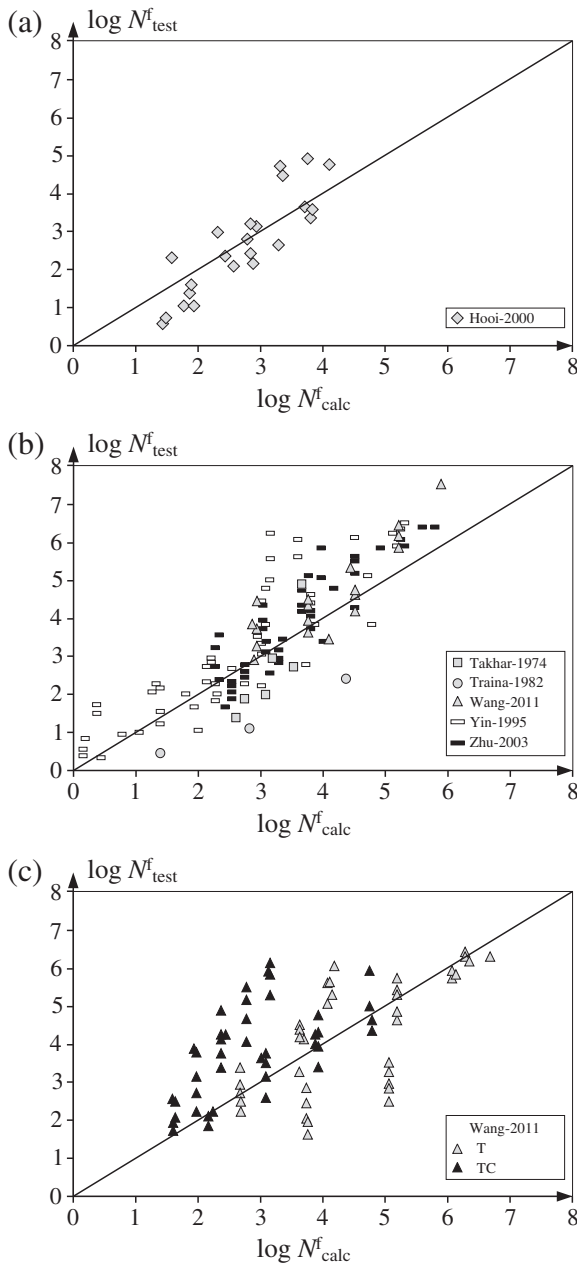 (a)
log N^f_test
8
7
6
5
4
3
2
1
0
0 1 2 3 4 5 6 7 8
log N^f_calc
Hooi-2000
(b)
log N^f_test
8
7
6
5
4
3
2
1
0
0 1 2 3 4 5 6 7 8
log N^f_calc
Takhar-1974
Traina-1982
Wang-2011
Yin-1995
Zhu-2003
(c)
log N^f_test
8
7
6
5
4
3
2
1
0
0 1 2 3 4 5 6 7 8
log N^f_calc
Wang-2011
T
TC